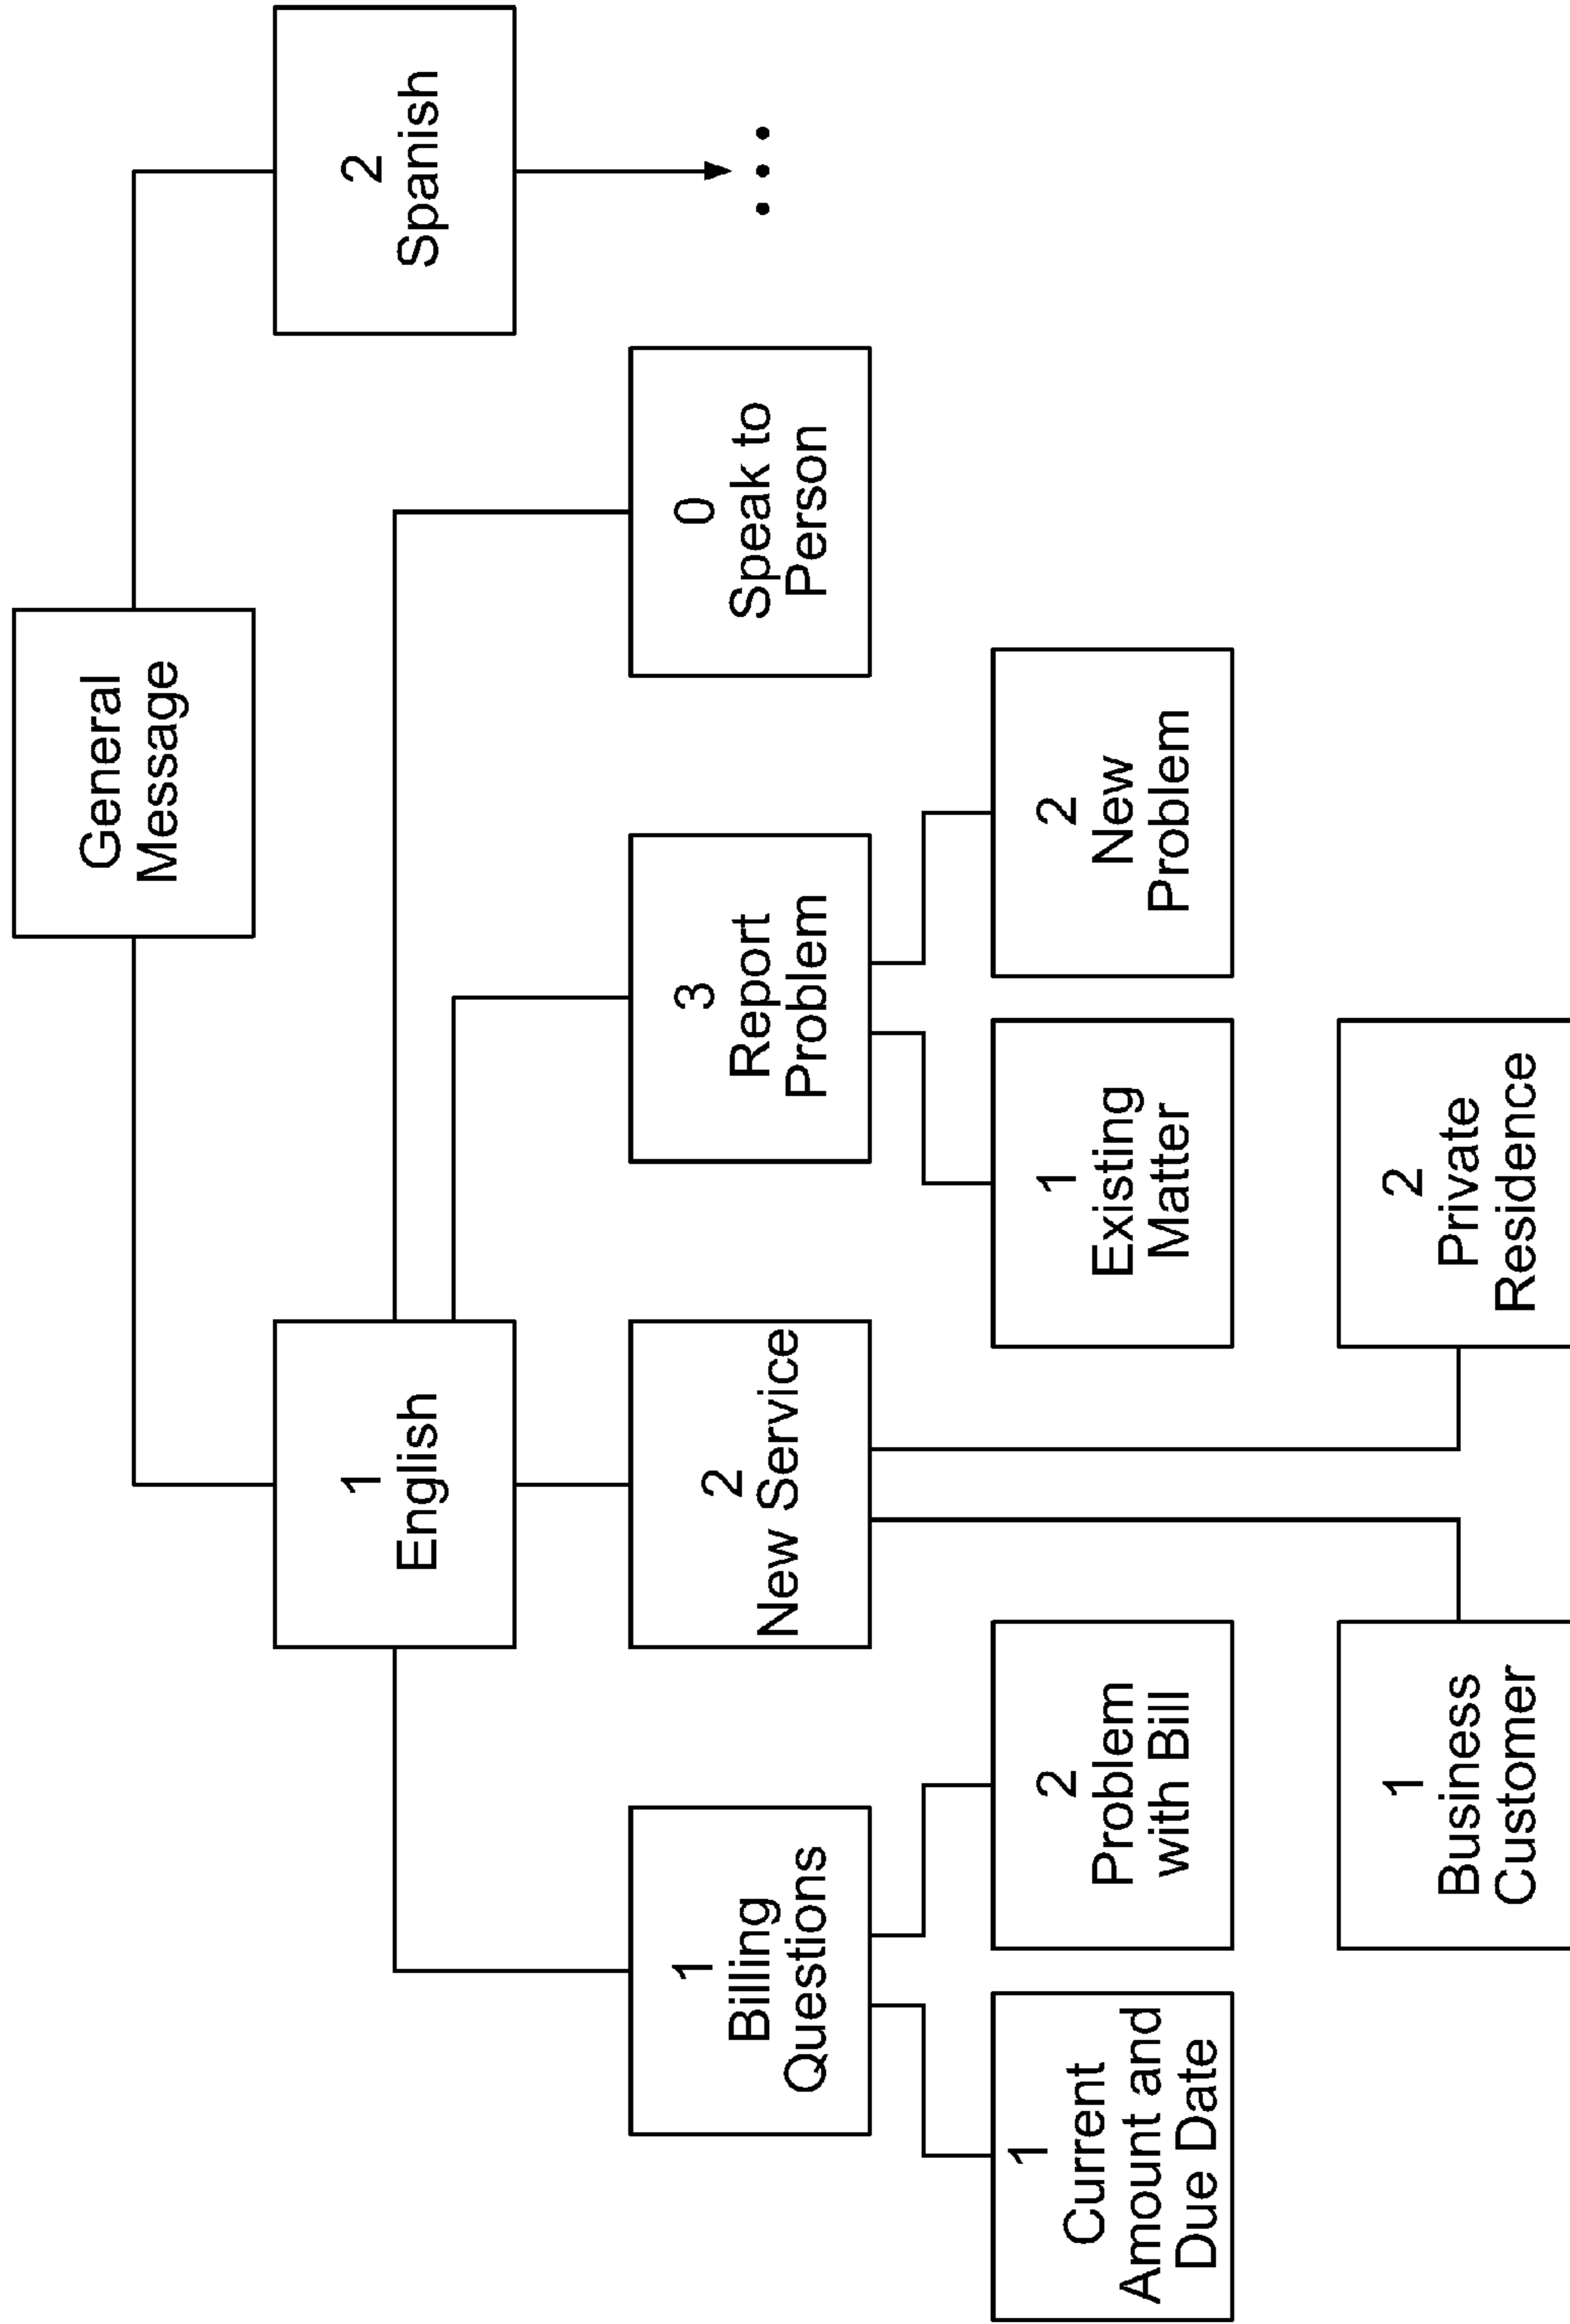 General
Message
1
English
2
Spanish
1
Billing
Questions
2
New Service
3
Report
Problem
0
Speak to
Person
1
Current
Amount and
Due Date
2
Problem
with Bill
1
Existing
Matter
2
New
Problem
1
Business
Customer
2
Private
Residence